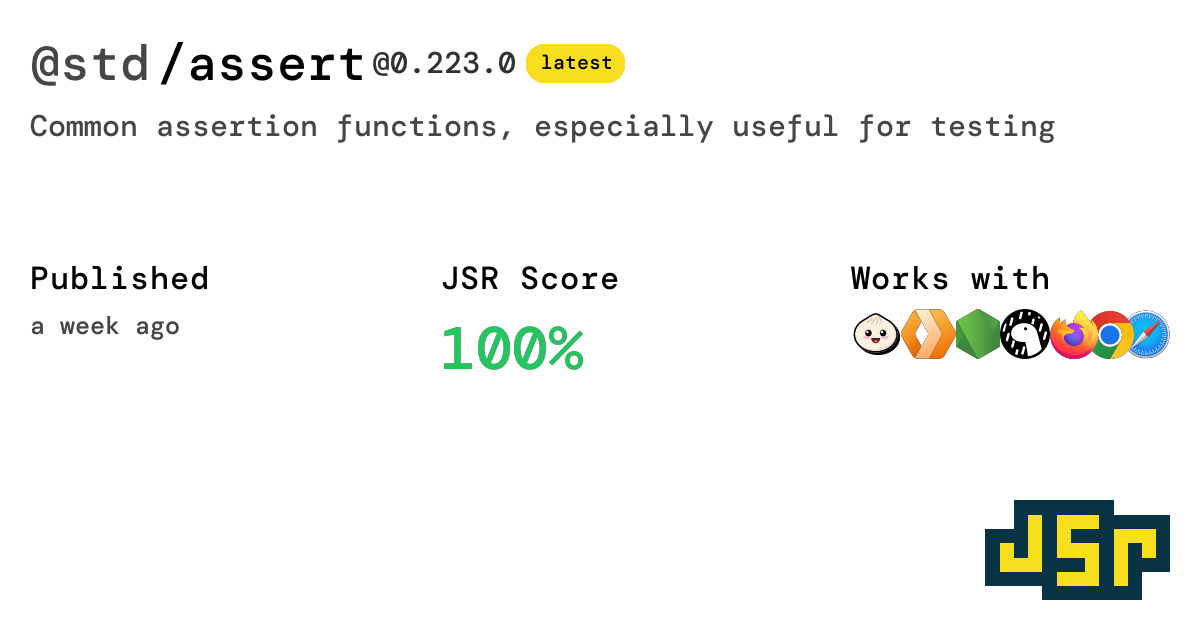 @std/assert@0.223.0 latest
Common assertion functions, especially useful for testing
Published
a week ago
JSR Score
100%
Works with
JSR